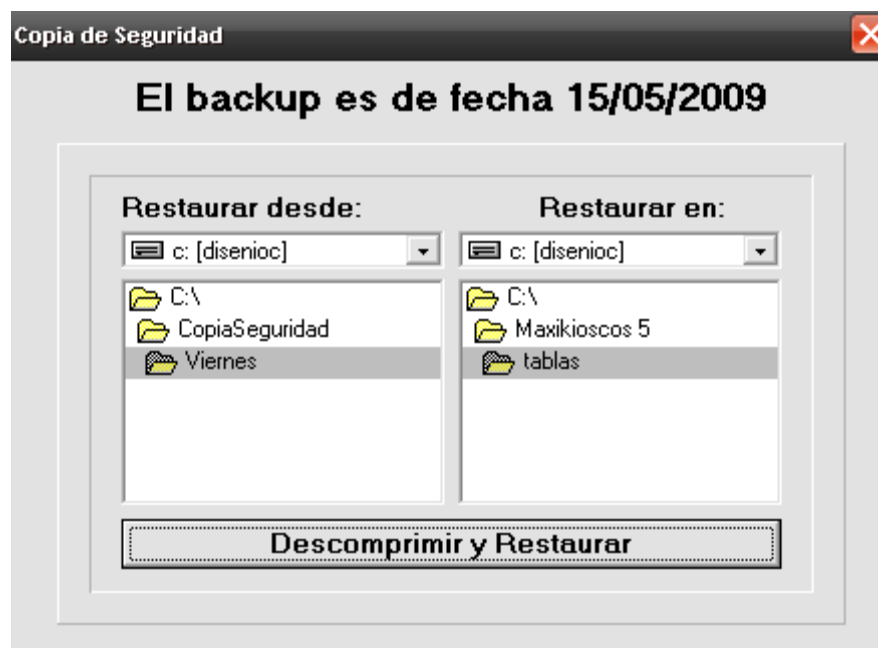 Copia de Seguridad
El backup es de fecha 15/05/2009
Restaurar desde:
Restaurar en:
c: [disenioc]
c: [disenioc]
C:\
CopiaSeguridad
Viernes
C:\
Maxikioscos 5
tablas
Descomprimir y Restaurar